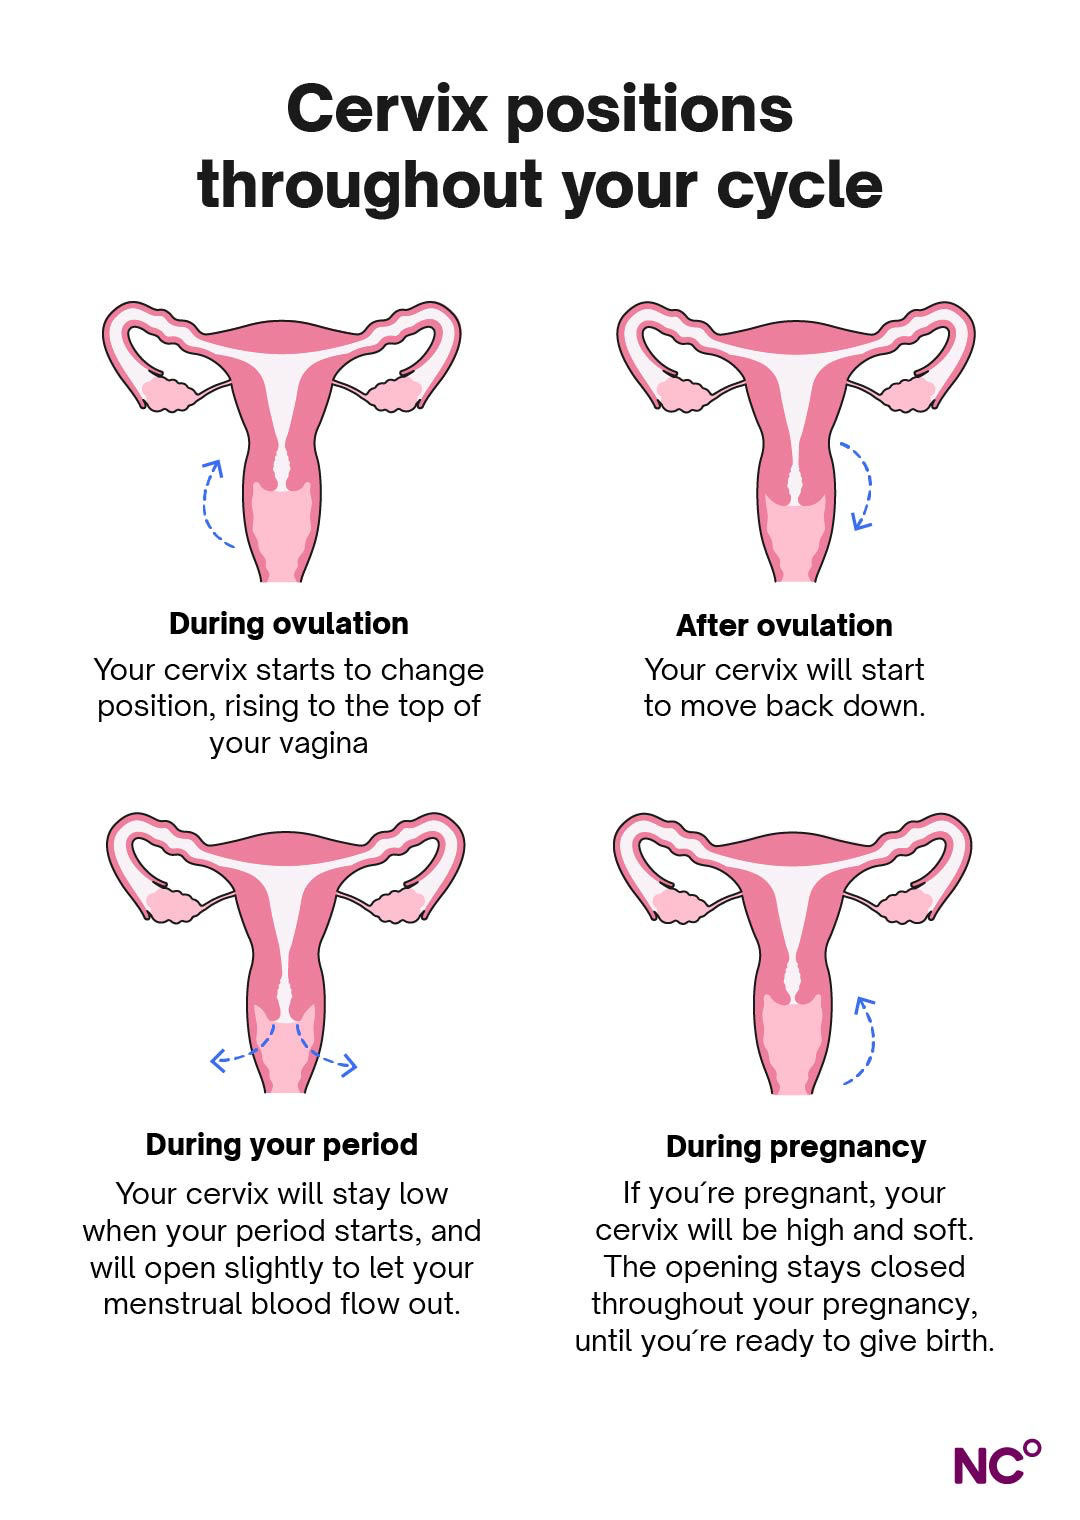 Cervix positions
throughout your cycle
During ovulation
Your cervix starts to change
position, rising to the top of
your vagina
After ovulation
Your cervix will start
to move back down.
During your period
Your cervix will stay low
when your period starts, and
will open slightly to let your
menstrual blood flow out.
During pregnancy
If you´re pregnant, your
cervix will be high and soft.
The opening stays closed
throughout your pregnancy,
until you´re ready to give birth.
NC°